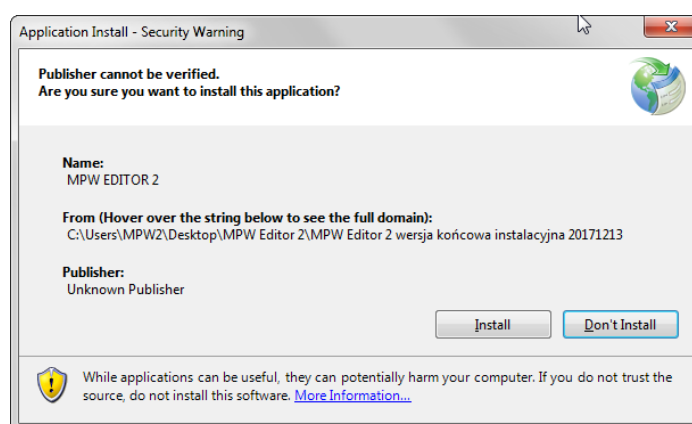 Application Install - Security Warning
Publisher cannot be verified.
Are you sure you want to install this application?
Name:
MPW EDITOR 2
From (Hover over the string below to see the full domain):
C:\Users\MPW2\Desktop\MPW Editor 2\MPW Editor 2 wersja końcowa instalacyjna 20171213
Publisher:
Unknown Publisher
Install
Don't Install
While applications can be useful, they can potentially harm your computer. If you do not trust the
source, do not install this software. More Information...